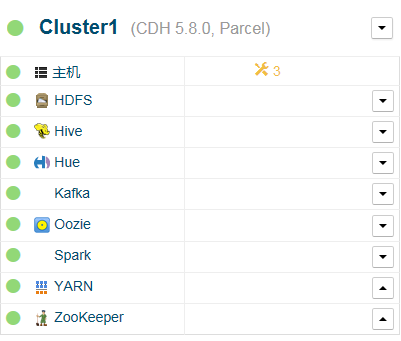 Cluster1 (CDH 5.8.0, Parcel)
主机 3
HDFS
Hive
Hue
Kafka
Oozie
Spark
YARN
ZooKeeper